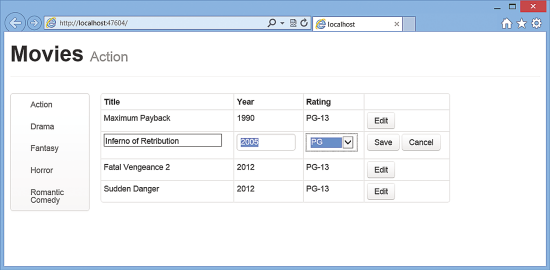 http://localhost:47604/
localhost
Movies Action
Action
Drama
Fantasy
Horror
Romantic
Comedy
Title Year Rating
Maximum Payback 1990 PG-13 Edit
Inferno of Retribution 2005 PG Save Cancel
Fatal Vengeance 2 2012 PG-13 Edit
Sudden Danger 2012 PG-13 Edit